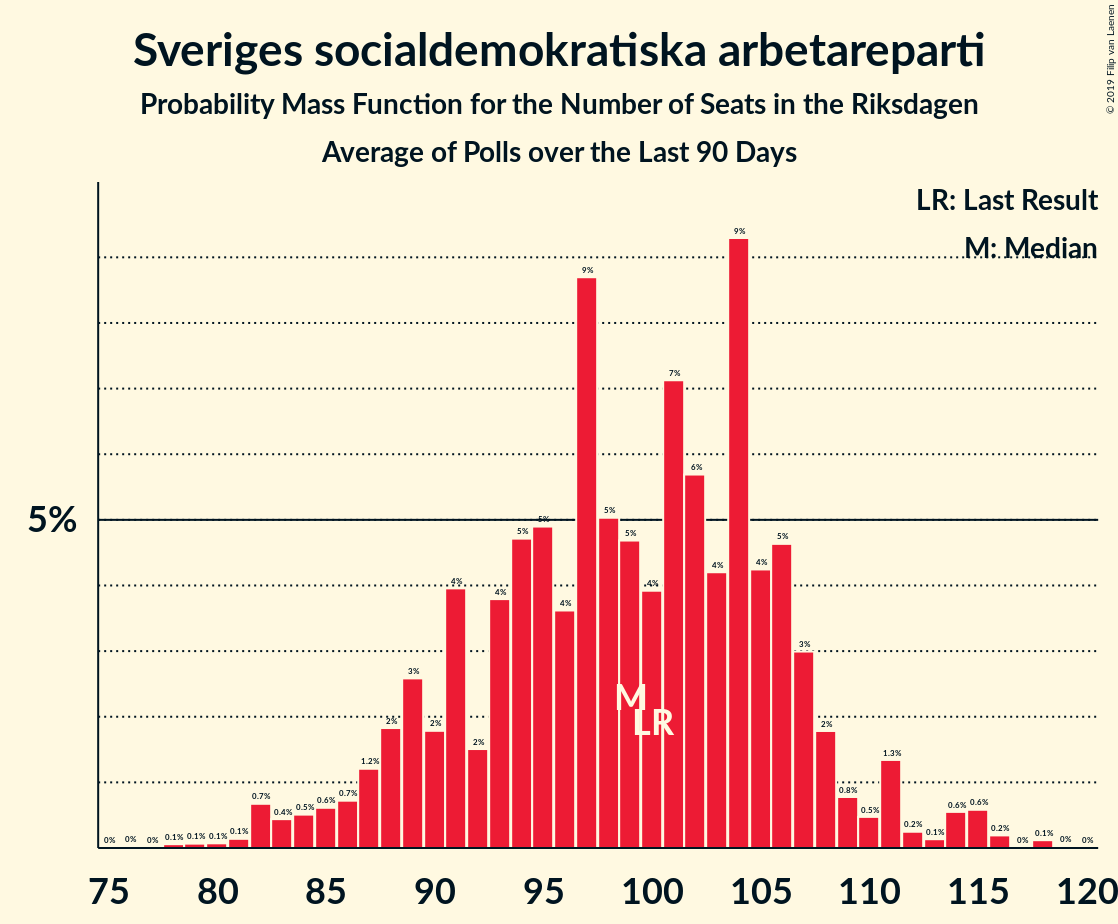 Sveriges socialdemokratiska arbetareparti
Probability Mass Function for the Number of Seats in the Riksdagen
Average of Polls over the Last 90 Days
© 2019 Filip van Laenen
LR: Last Result
M: Median
5%
0% 0% 0% 0.1% 0.1% 0.1% 0.1% 0.7% 0.4% 0.5% 0.6% 0.7% 1.2% 2% 3% 2% 4% 2% 4% 5% 5% 4% 9% 5% 5% 4% 7% 6% 4% 9% 4% 5% 3% 2% 0.8% 0.5% 1.3% 0.2% 0.1% 0.6% 0.6% 0.2% 0% 0.1% 0% 0%
M
LR
75 80 85 90 95 100 105 110 115 120